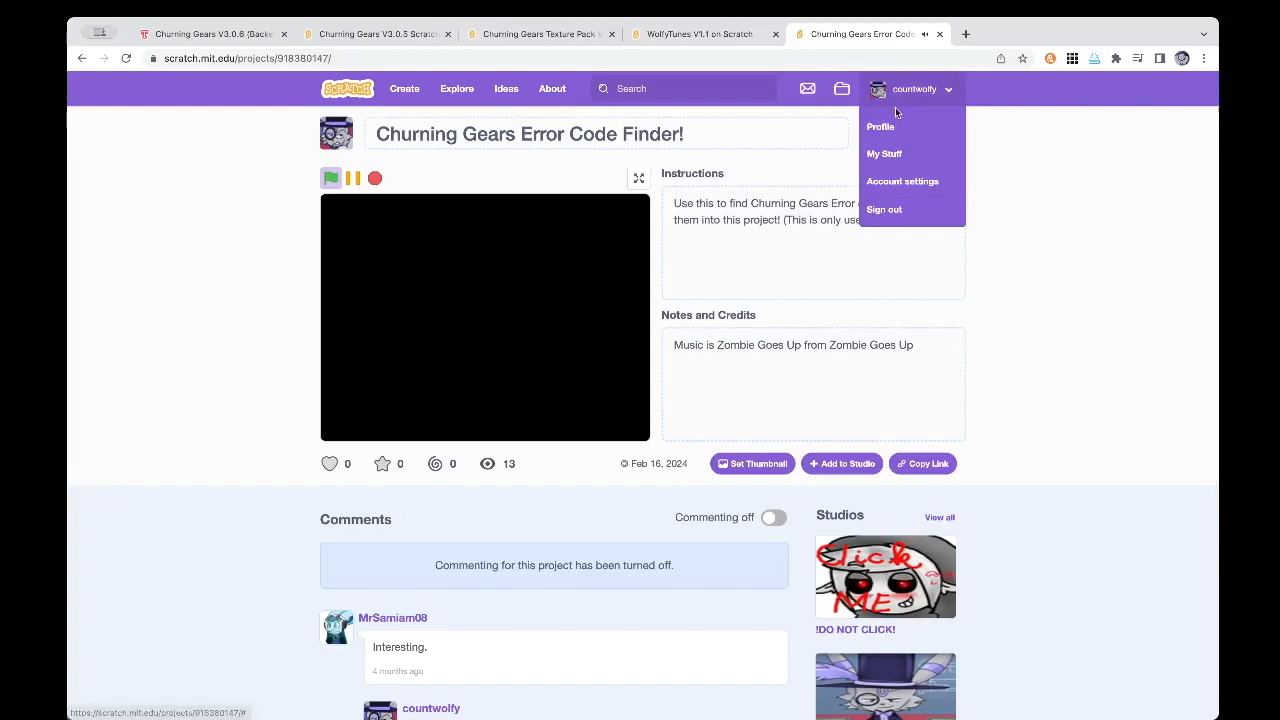 Churning Gears V3.0.6 (Backe
Churning Gears V3.0.5 Scratch
Churning Gears Texture Pack V
WolfyTunes V1.1 on Scratch
Churning Gears Error Code
scratch.mit.edu/projects/918380147/
SCRATCH
Create
Explore
Ideas
About
Search
countwolfy
Profile
My Stuff
Account settings
Sign out
Churning Gears Error Code Finder!
Instructions
Use this to find Churning Gears Error
them into this project! (This is only use
Notes and Credits
Music is Zombie Goes Up from Zombie Goes Up
0
0
0
13
© Feb 16, 2024
Set Thumbnail
Add to Studio
Copy Link
Comments
Commenting off
Commenting for this project has been turned off.
MrSamiam08
Interesting.
4 months ago
countwolfy
Studios
View all
Click
ME
!DO NOT CLICK!
https://scratch.mit.edu/projects/918380147/#